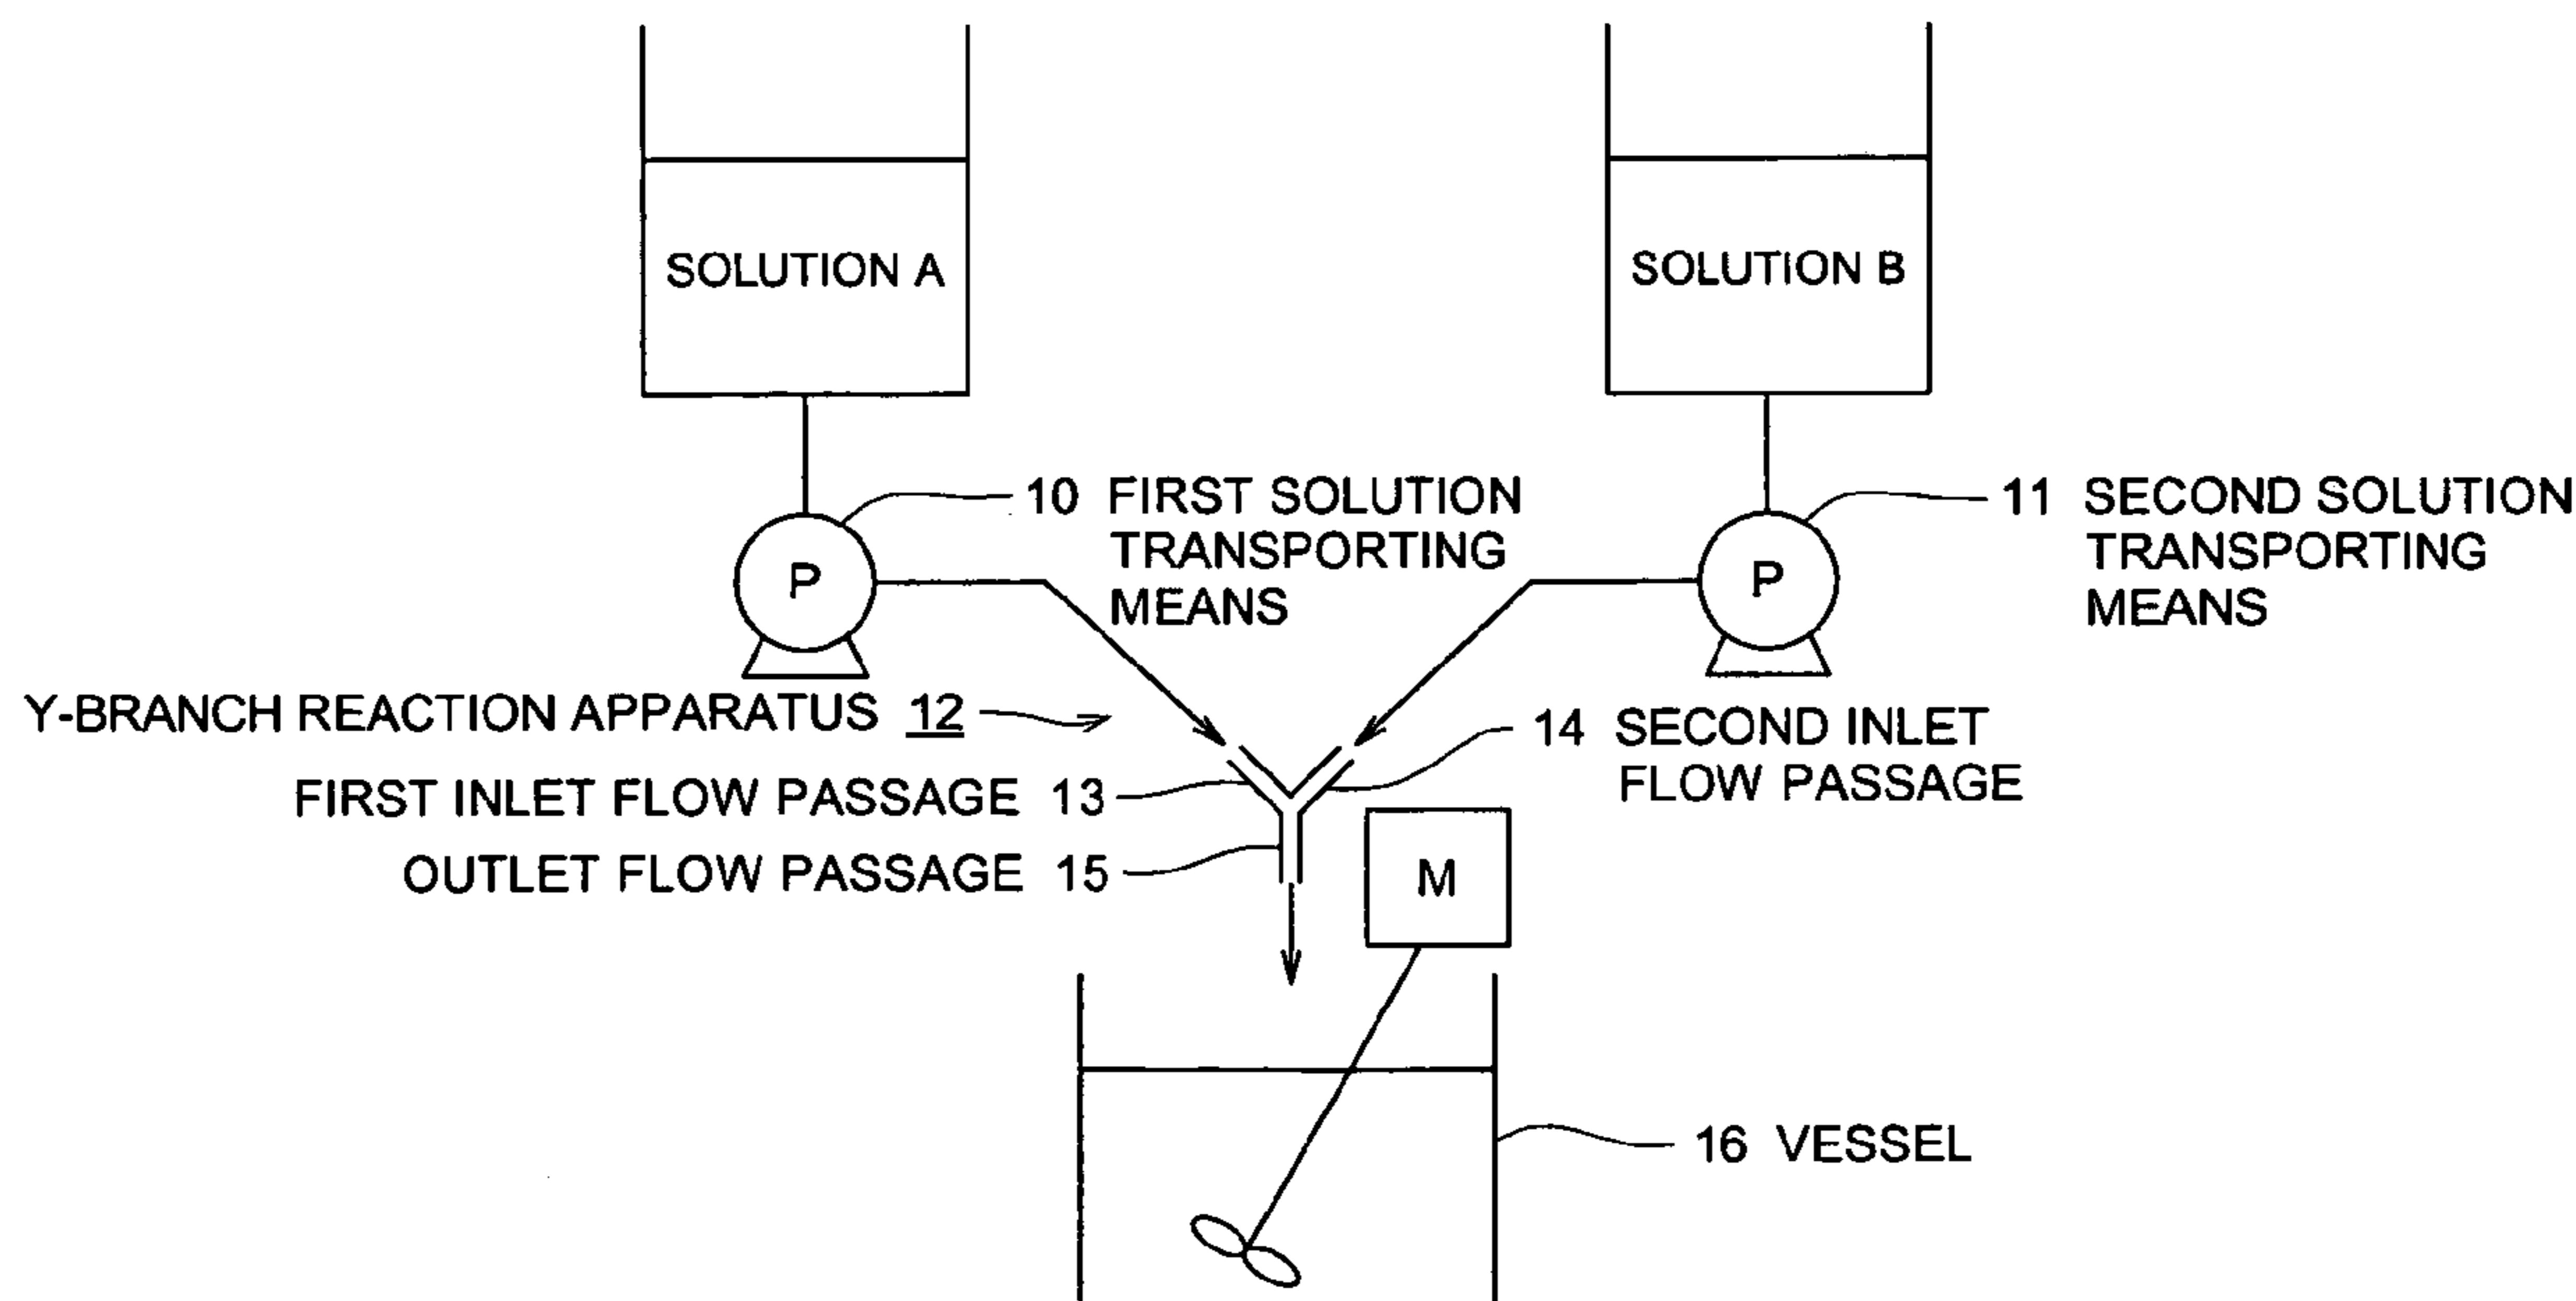 SOLUTION A
SOLUTION B
10 FIRST SOLUTION
TRANSPORTING
MEANS
11 SECOND SOLUTION
TRANSPORTING
MEANS
P
P
Y-BRANCH REACTION APPARATUS 12
14 SECOND INLET
FLOW PASSAGE
FIRST INLET FLOW PASSAGE 13
OUTLET FLOW PASSAGE 15
M
16 VESSEL